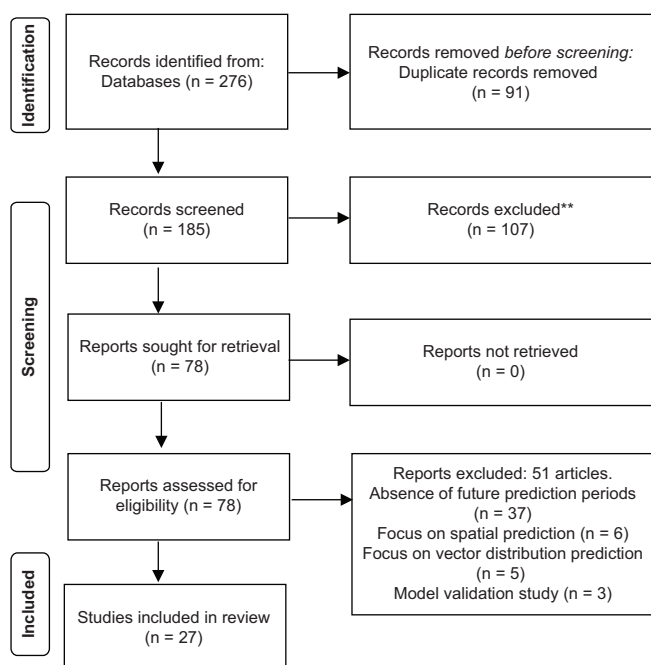 Identification
Records identified from:
Databases (n = 276)
Records removed before screening:
Duplicate records removed
(n = 91)
Screening
Records screened
(n = 185)
Records excluded**
(n = 107)
Reports sought for retrieval
(n = 78)
Reports not retrieved
(n = 0)
Reports assessed for
eligibility (n = 78)
Reports excluded: 51 articles.
Absence of future prediction periods
(n = 37)
Focus on spatial prediction (n = 6)
Focus on vector distribution prediction
(n = 5)
Model validation study (n = 3)
Included
Studies included in review
(n = 27)